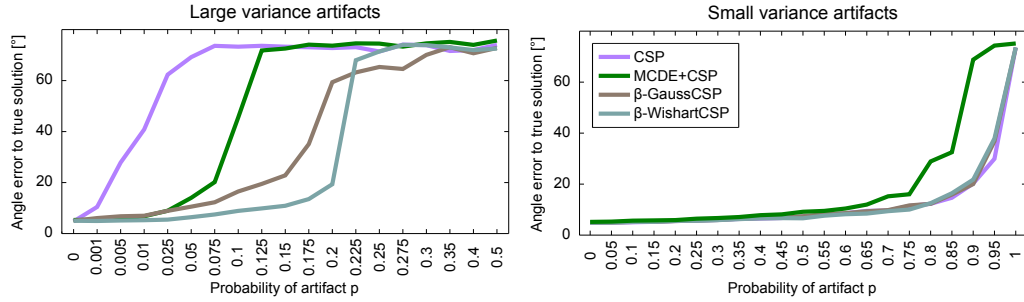 Large variance artifacts
Angle error to true solution [°]
60
40
20
0
0 0.001 0.005 0.01 0.025 0.05 0.075 0.1 0.125 0.15 0.175 0.2 0.225 0.25 0.275 0.3 0.35 0.4 0.5
Probability of artifact p
Small variance artifacts
Angle error to true solution [°]
60
40
20
0
CSP
MCDE+CSP
β-GaussCSP
β-WishartCSP
0 0.05 0.1 0.15 0.2 0.25 0.3 0.35 0.4 0.45 0.5 0.55 0.6 0.65 0.7 0.75 0.8 0.85 0.9 0.95 1
Probability of artifact p